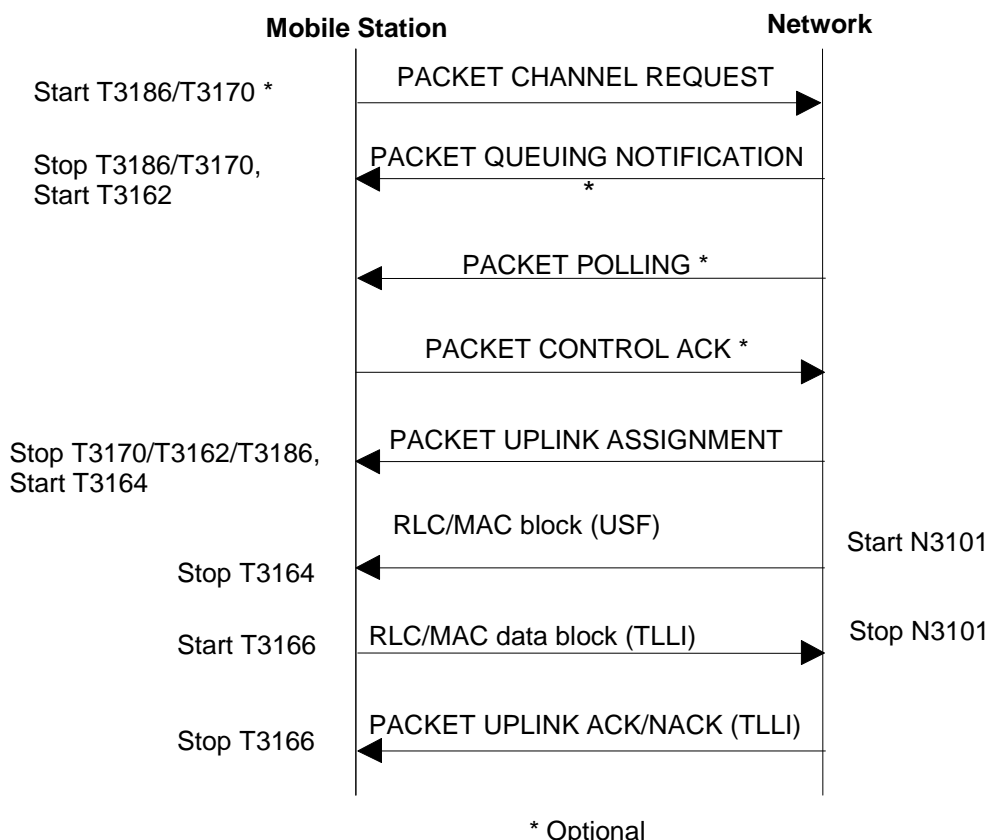 Mobile Station
Network
PACKET CHANNEL REQUEST
Start T3186/T3170 *
PACKET QUEUING NOTIFICATION
*
Stop T3186/T3170,
Start T3162
PACKET POLLING *
PACKET CONTROL ACK *
PACKET UPLINK ASSIGNMENT
Stop T3170/T3162/T3186,
Start T3164
RLC/MAC block (USF)
Start N3101
Stop T3164
Start T3166
RLC/MAC data block (TLLI)
Stop N3101
PACKET UPLINK ACK/NACK (TLLI)
Stop T3166
* Optional